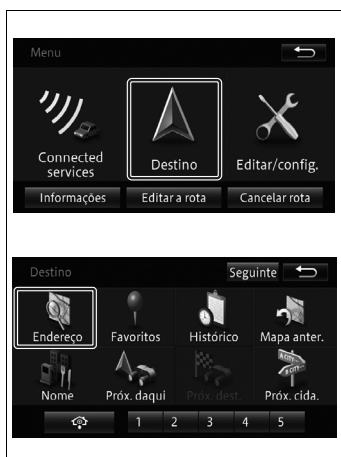 Menu
Connected services
Destino
Editar/config.
Informações
Editar a rota
Cancelar rota
Destino
Seguinte
Endereço
Favoritos
Histórico
Mapa anter.
Nome
Próx. daqui
Próx. dest.
Próx. cida.
1 2 3 4 5